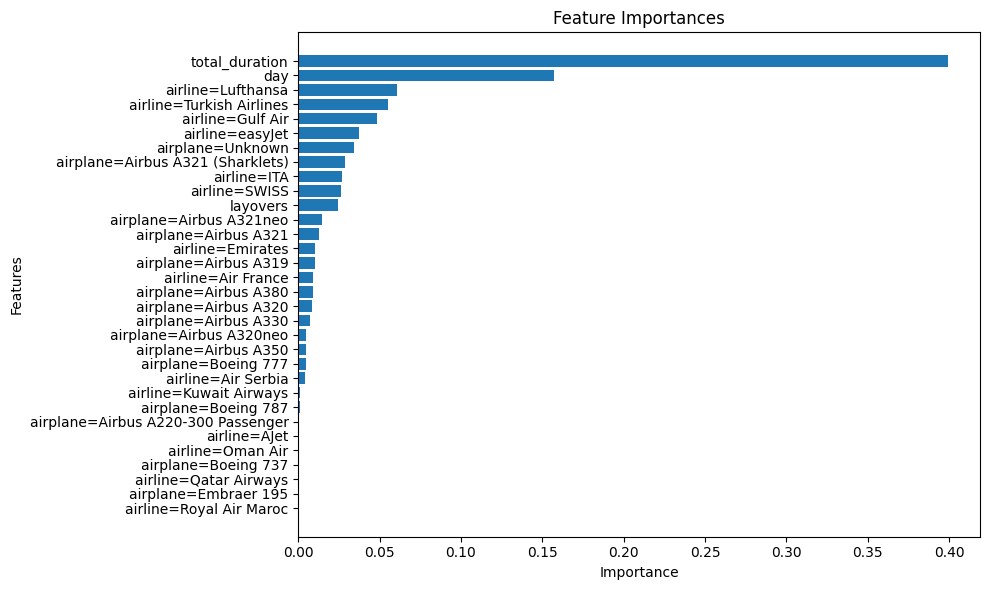 Feature Importances
Features
total_duration
day
airline=Lufthansa
airline=Turkish Airlines
airline=Gulf Air
airline=easyJet
airplane=Unknown
airplane=Airbus A321 (Sharklets)
airline=ITA
airline=SWISS
layovers
airplane=Airbus A321neo
airplane=Airbus A321
airline=Emirates
airplane=Airbus A319
airline=Air France
airplane=Airbus A380
airplane=Airbus A320
airplane=Airbus A330
airplane=Airbus A320neo
airplane=Airbus A350
airplane=Boeing 777
airline=Air Serbia
airline=Kuwait Airways
airplane=Boeing 787
airplane=Airbus A220-300 Passenger
airline=AJet
airline=Oman Air
airplane=Boeing 737
airline=Qatar Airways
airplane=Embraer 195
airline=Royal Air Maroc
0.00 0.05 0.10 0.15 0.20 0.25 0.30 0.35 0.40
Importance